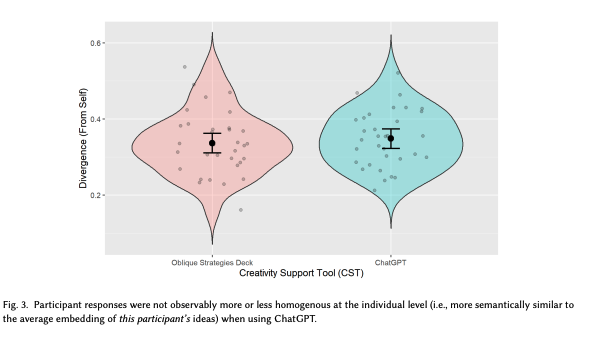 0.6
0.4
0.2
Divergence (From Self)
Oblique Strategies Deck
ChatGPT
Creativity Support Tool (CST)
Fig. 3. Participant responses were not observably more or less homogenous at the individual level (i.e., more semantically similar to
the average embedding of this participant's ideas) when using ChatGPT.